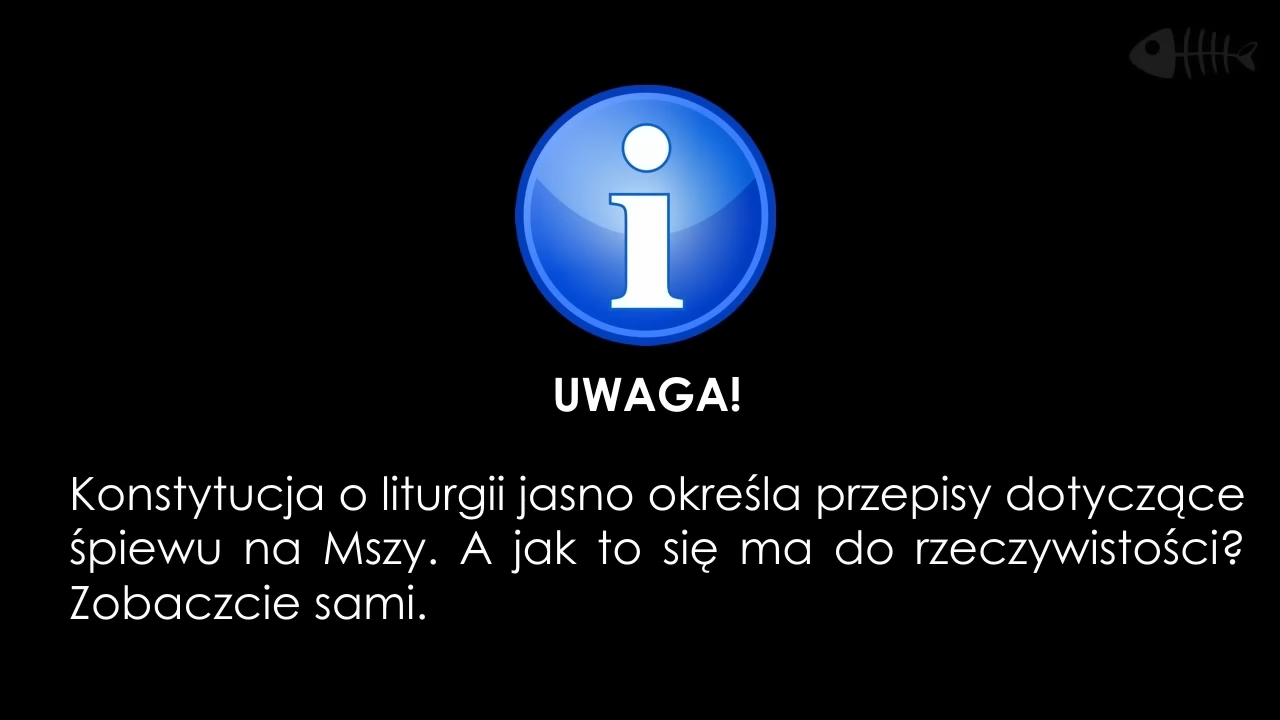 UWAGA!
Konstytucja o liturgii jasno określa przepisy dotyczące
śpiewu na Mszy. A jak to się ma do rzeczywistości?
Zobaczcie sami.